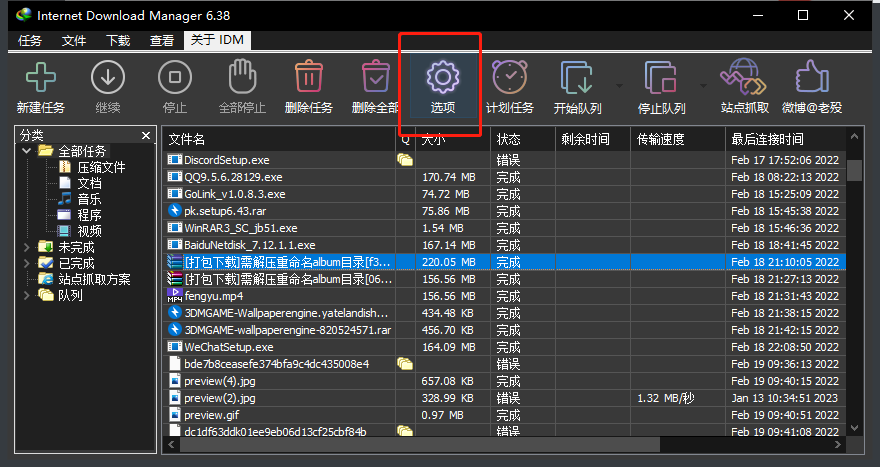 Internet Download Manager 6.38
任务 文件 下载 查看 关于 IDM
新建任务 继续 停止 全部停止 删除任务 删除全部 选项 计划任务 开始队列 停止队列 站点抓取 微博@老殁
分类
全部任务
压缩文件
文档
音乐
程序
视频
未完成
已完成
站点抓取方案
队列
文件名 Q 大小 状态 剩余时间 传输速度 最后连接时间
DiscordSetup.exe 错误 Feb 17 17:52:06 2022
QQ9.5.6.28129.exe 170.74 MB 完成 Feb 18 08:22:13 2022
GoLink_v1.0.8.3.exe 74.72 MB 完成 Feb 18 15:25:09 2022
pk.setup6.43.rar 75.86 MB 完成 Feb 18 15:45:38 2022
WinRAR3_SC_jb51.exe 1.54 MB 完成 Feb 18 15:46:36 2022
BaiduNetdisk_7.12.1.1.exe 167.14 MB 完成 Feb 18 18:41:45 2022
[打包下载]需解压重命名album目录[f3... 220.05 MB 完成 Feb 18 21:10:05 2022
[打包下载]需解压重命名album目录[06... 156.56 MB 完成 Feb 18 21:27:13 2022
MP4 fengyu.mp4 156.56 MB 完成 Feb 18 21:31:43 2022
3DMGAME-Wallpaperengine.yatelandish... 434.48 KB 完成 Feb 18 21:38:15 2022
3DMGAME-wallpaperengine-820524571.rar 456.70 KB 完成 Feb 18 21:42:15 2022
WeChatSetup.exe 164.09 MB 完成 Feb 18 22:08:50 2022
bde7b8ceasefe374bfa9c4dc435008e4 错误 Feb 19 09:36:13 2022
preview(4).jpg 657.08 KB 完成 Feb 19 09:40:15 2022
preview(2).jpg 328.99 KB 错误 1.32 MB/秒 Jan 13 10:34:51 2023
preview.gif 0.97 MB 完成 Feb 19 09:40:51 2022
dc1df63ddk01ee9eb06d13cf25cbf84b 错误 Feb 19 09:41:08 2022